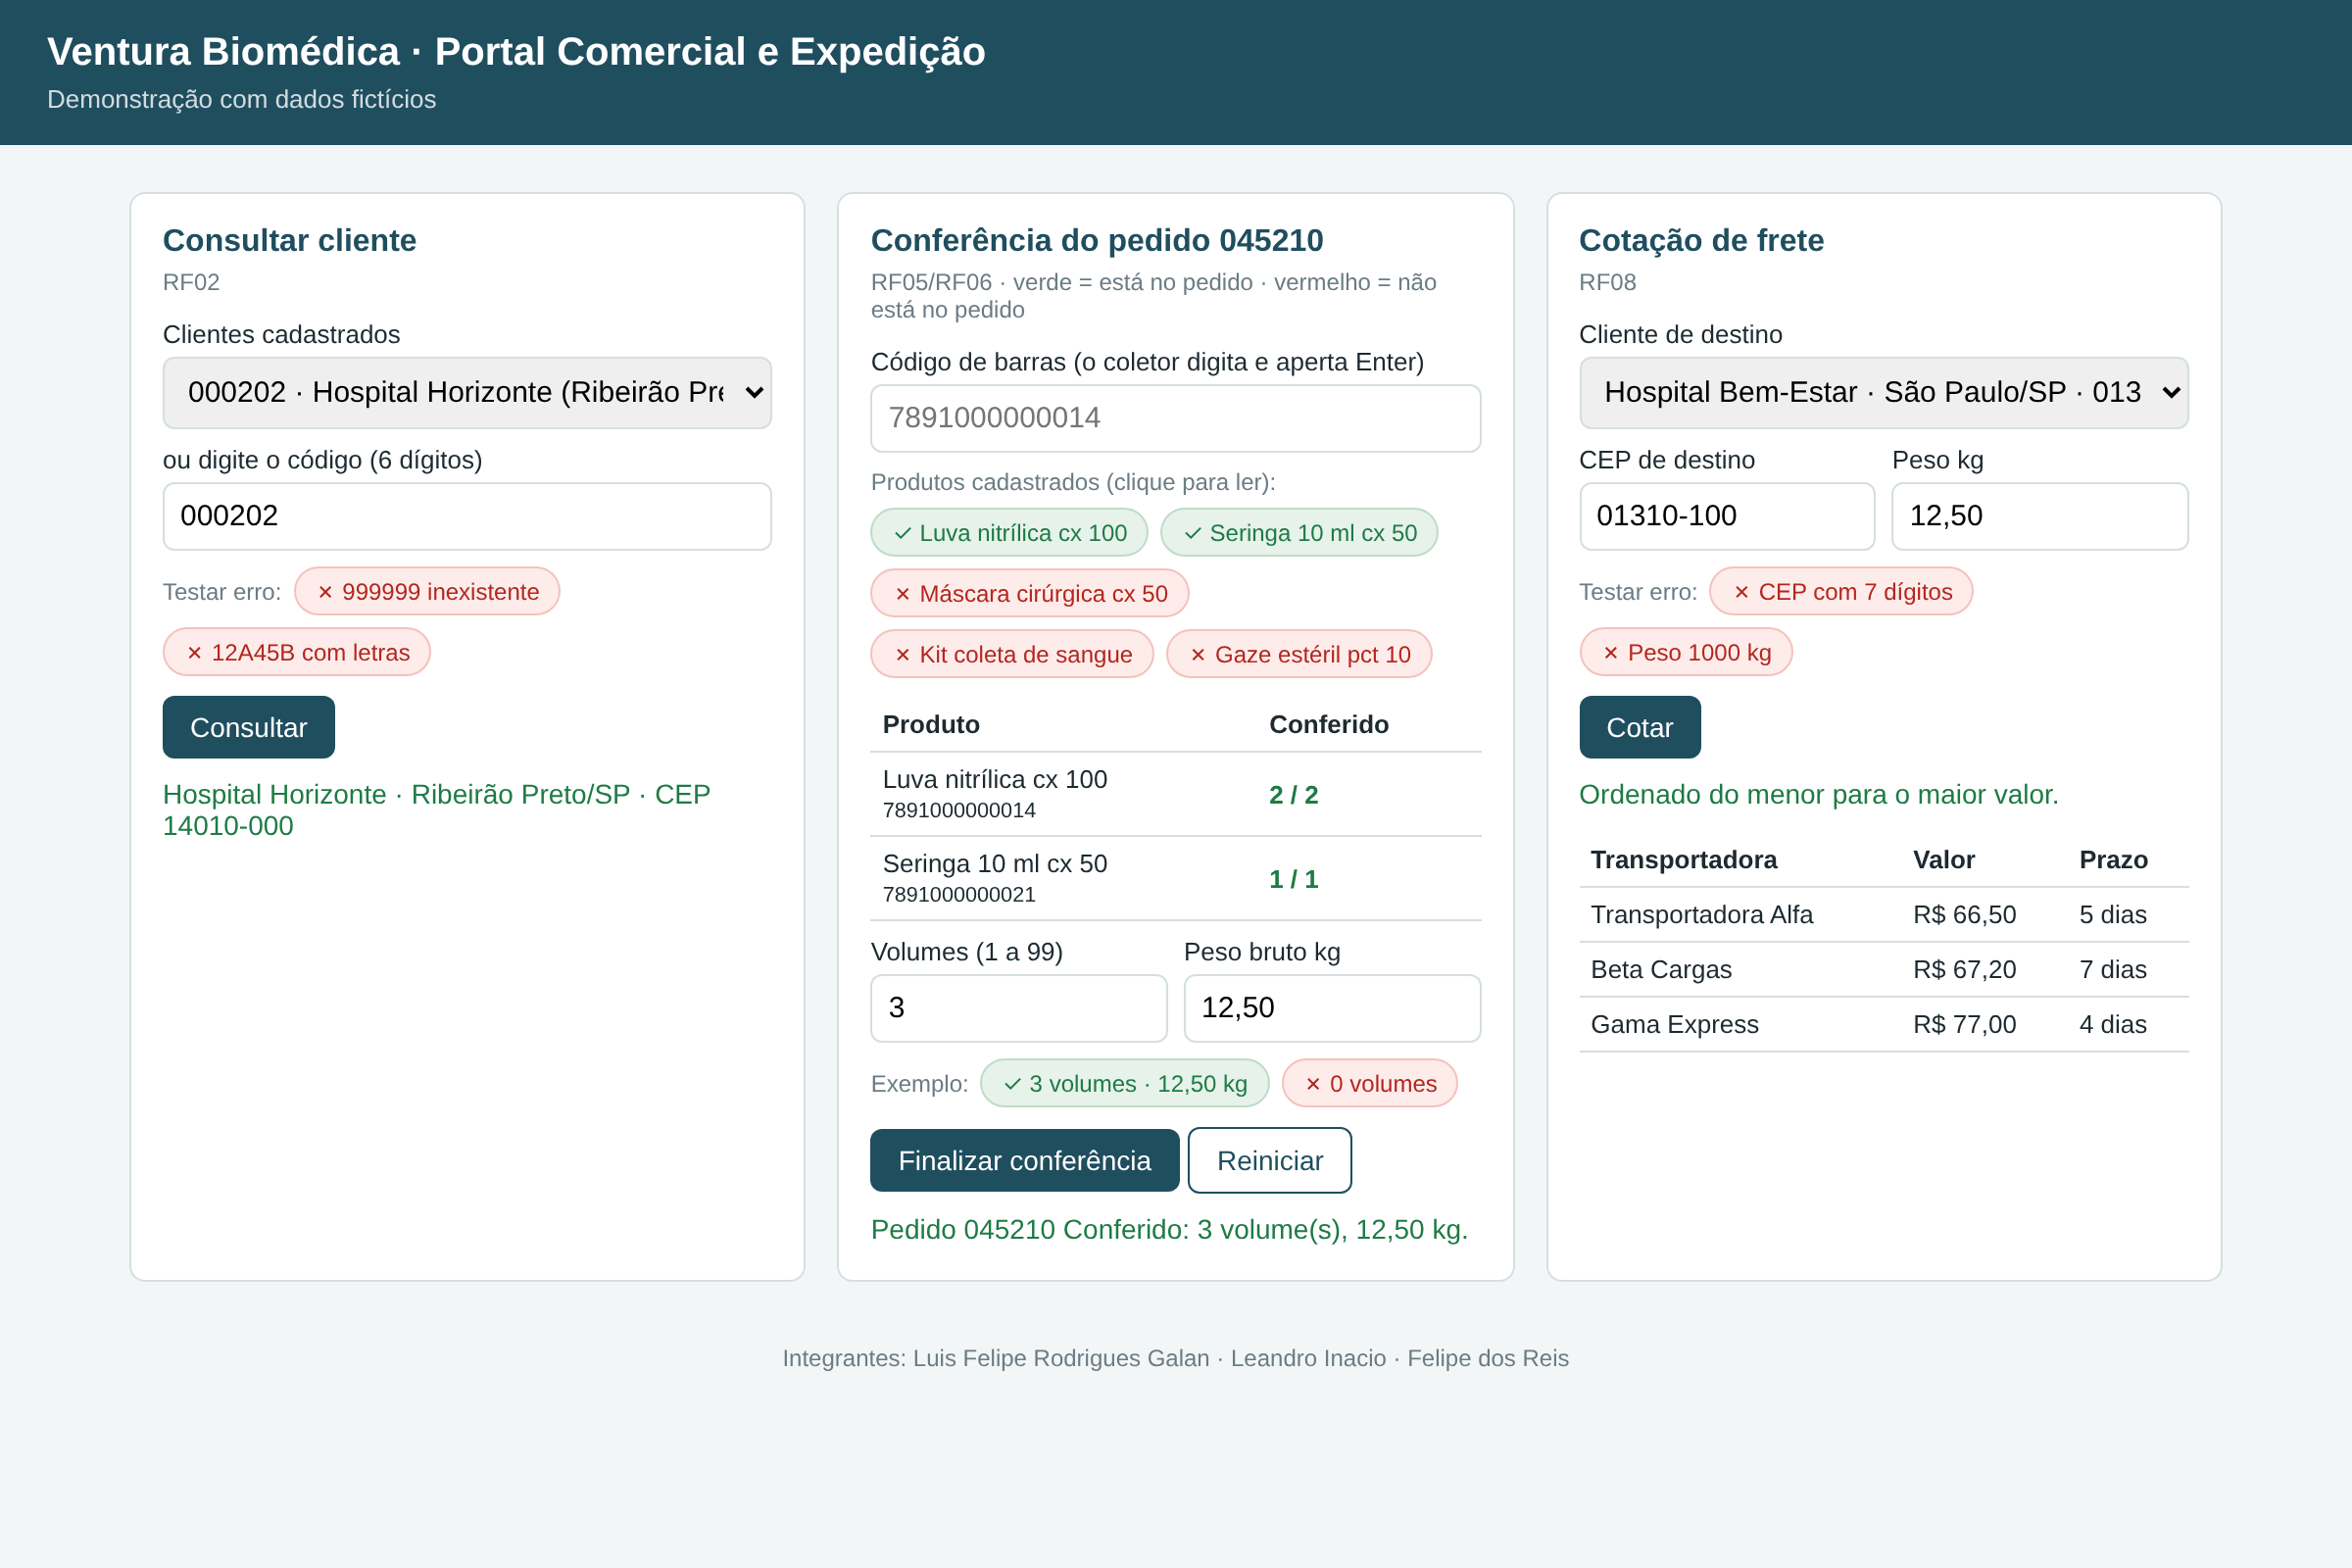 Ventura Biomédica · Portal Comercial e Expedição
Demonstração com dados fictícios
Consultar cliente
RF02
Clientes cadastrados
000202 · Hospital Horizonte (Ribeirão Pre
ou digite o código (6 dígitos)
000202
Testar erro: × 999999 inexistente
× 12A45B com letras
Consultar
Hospital Horizonte · Ribeirão Preto/SP · CEP
14010-000
Conferência do pedido 045210
RF05/RF06 · verde = está no pedido · vermelho = não
está no pedido
Código de barras (o coletor digita e aperta Enter)
7891000000014
Produtos cadastrados (clique para ler):
✓ Luva nitrílica cx 100 ✓ Seringa 10 ml cx 50
× Máscara cirúrgica cx 50
× Kit coleta de sangue × Gaze estéril pct 10
Produto Conferido
Luva nitrílica cx 100
7891000000014
2 / 2
Seringa 10 ml cx 50
7891000000021
1 / 1
Volumes (1 a 99) Peso bruto kg
3 12,50
Exemplo: ✓ 3 volumes · 12,50 kg × 0 volumes
Finalizar conferência Reiniciar
Pedido 045210 Conferido: 3 volume(s), 12,50 kg.
Cotação de frete
RF08
Cliente de destino
Hospital Bem-Estar · São Paulo/SP · 013
CEP de destino Peso kg
01310-100 12,50
Testar erro: × CEP com 7 dígitos
× Peso 1000 kg
Cotar
Ordenado do menor para o maior valor.
Transportadora Valor Prazo
Transportadora Alfa R$ 66,50 5 dias
Beta Cargas R$ 67,20 7 dias
Gama Express R$ 77,00 4 dias
Integrantes: Luis Felipe Rodrigues Galan · Leandro Inacio · Felipe dos Reis